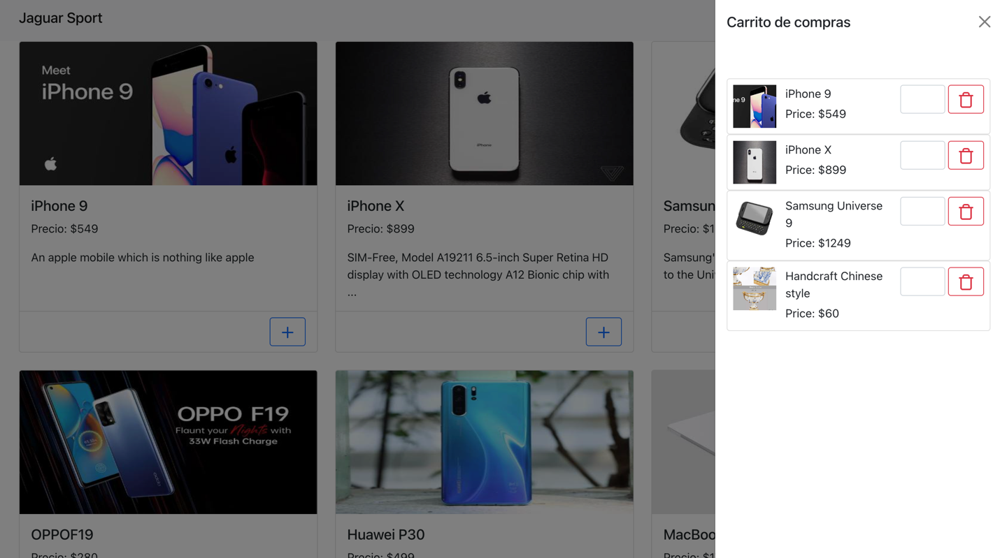 Jaguar Sport
Meet
iPhone 9
iPhone
iPhone 9
Precio: $549
An apple mobile which is nothing like apple
iPhone X
Precio: $899
SIM-Free, Model A19211 6.5-inch Super Retina HD
display with OLED technology A12 Bionic chip with
...
Samsun
Precio: $1
Samsung'
to the Uni
OPPO F19
Flaunt your Nights with
33W Flash Charge
OPPOF19
Precio: $280
Huawei P30
Precio: $499
MacBoo
Precio: $1
Carrito de compras
ne 9
iPhone 9
Price: $549
iPhone X
Price: $899
Samsung Universe
9
Price: $1249
Handcraft Chinese
style
Price: $60